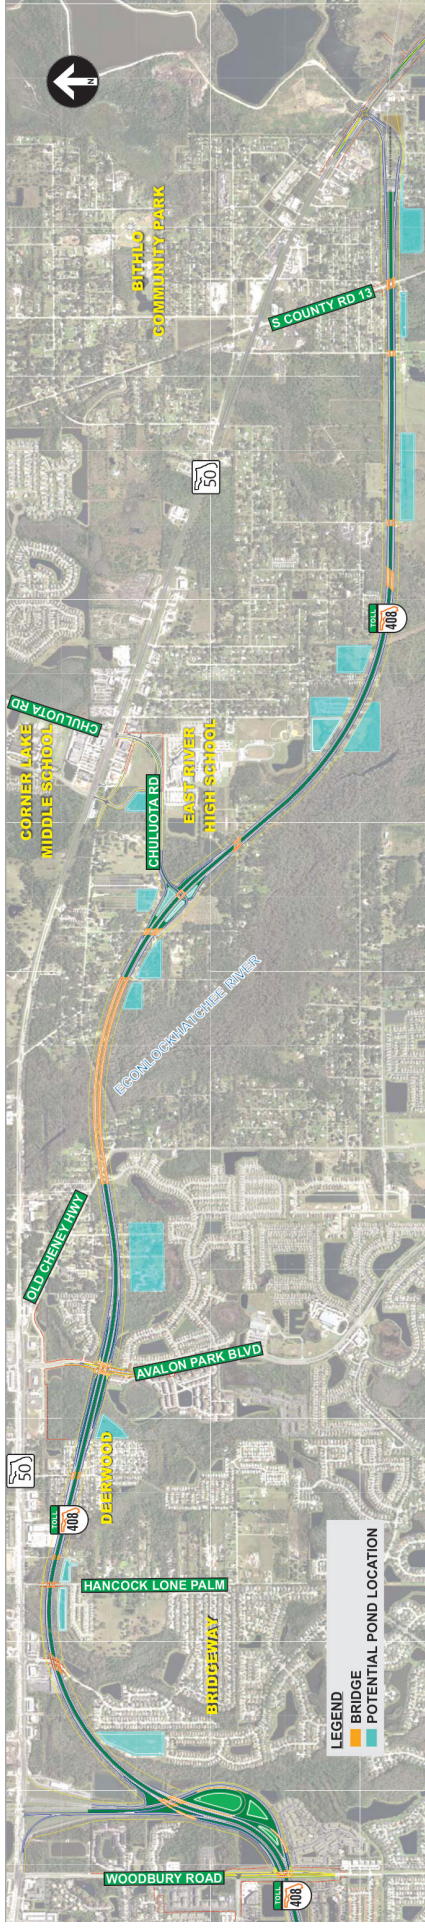 N
BITHLO
COMMUNITY PARK
S COUNTY RD 13
50
TOLL
408
CHULUOTA RD
CORNER LAKE
MIDDLE SCHOOL
EAST RIVER
HIGH SCHOOL
CHULUOTA RD
ECONLOCKHATCHEE RIVER
OLD CHENEY HWY
AVALON PARK BLVD
50
DEERWOOD
TOLL
408
HANCOCK LONE PALM
BRIDGEWAY
LEGEND
BRIDGE
POTENTIAL POND LOCATION
WOODBURY ROAD
TOLL
408